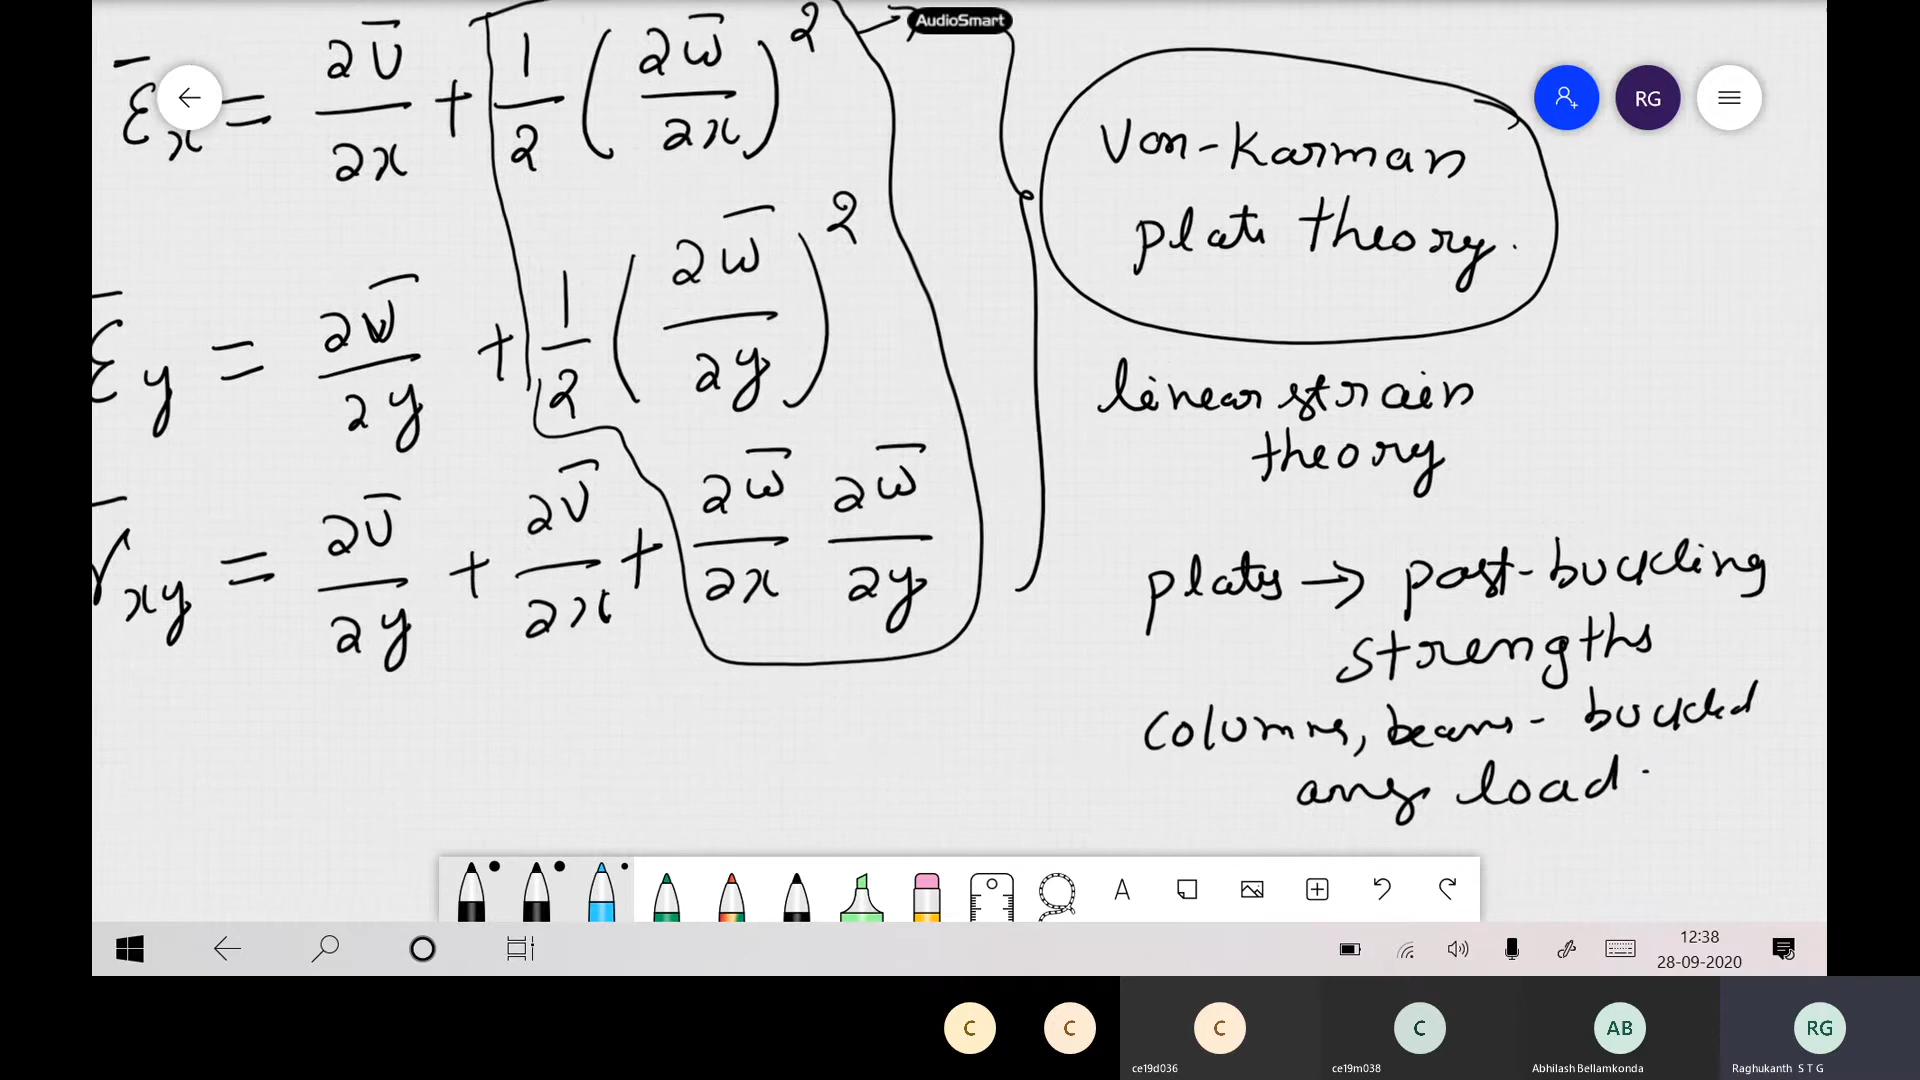 AudioSmart
ε̄x = ∂ū/∂x + 1/2 (∂w̄/∂x)²
ε̄y = ∂v̄/∂y + 1/2 (∂w̄/∂y)²
γ̄xy = ∂ū/∂y + ∂v̄/∂x + ∂w̄/∂x ∂w̄/∂y
Von-Karman
plate theory.
linear strain
theory
plates → post-buckling
strengths
columns, beams - buckled
any load.
RG
A
12:38
28-09-2020
C C C C AB RG
ce19d036 ce19m038 Abhilash Bellamkonda Raghukanth S T G